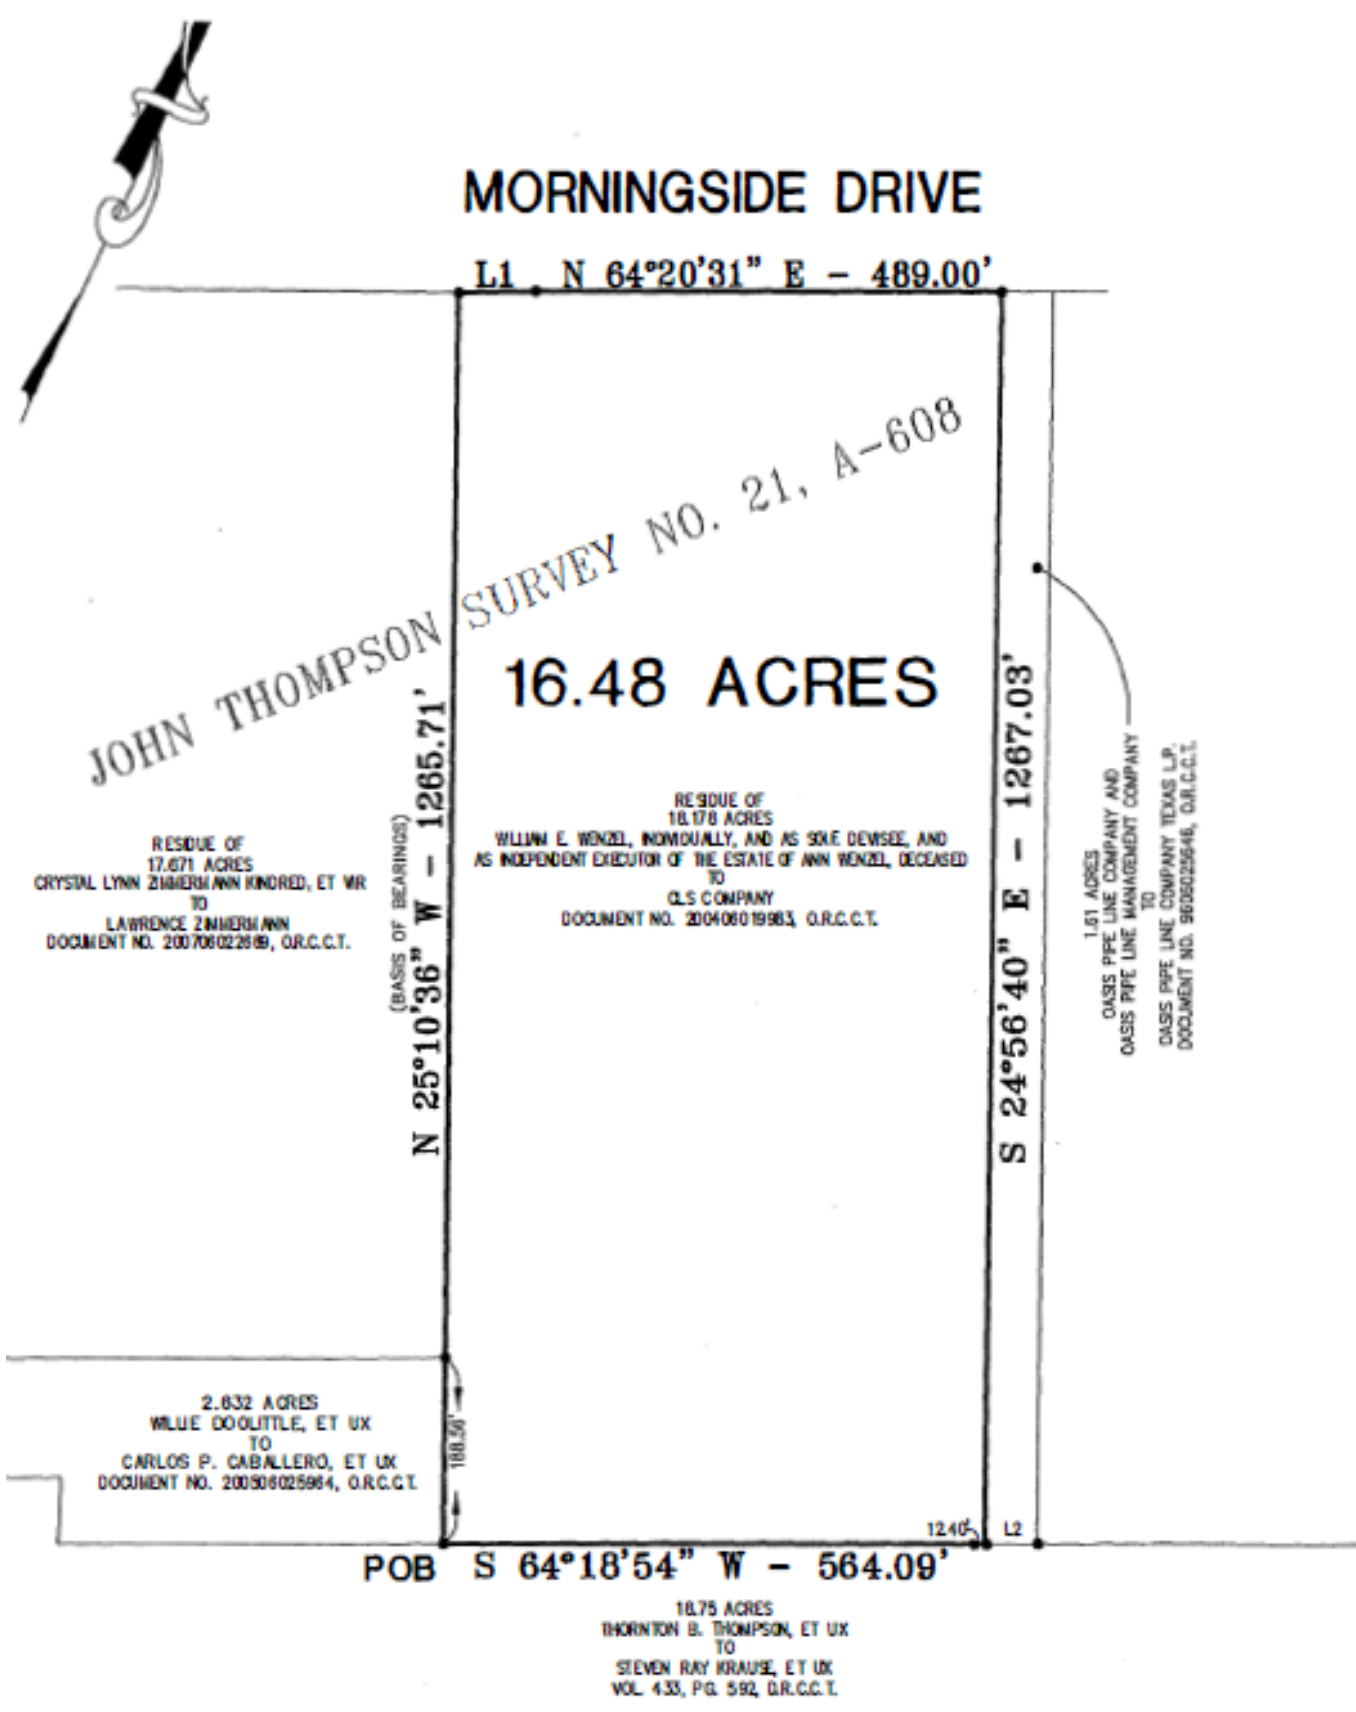 MORNINGSIDE DRIVE
L1 N 64°20'31" E - 489.00'
JOHN THOMPSON SURVEY NO. 21, A-608
16.48 ACRES
N 25°10'36" W - 1265.71'
(BASIS OF BEARINGS)
S 24°56'40" E - 1267.03'
RESIDUE OF
18.178 ACRES
WILLIAM E. WENZEL, INDIVIDUALLY, AND AS SOLE DEVISEE, AND
AS INDEPENDENT EXECUTOR OF THE ESTATE OF ANN WENZEL, DECEASED
TO
CLS COMPANY
DOCUMENT NO. 200406019983, O.R.C.C.T.
RESIDUE OF
17.671 ACRES
CRYSTAL LYNN ZIMMERMANN KINDRED, ET VIR
TO
LAWRENCE ZIMMERMANN
DOCUMENT NO. 200706022689, O.R.C.C.T.
1.61 ACRES
OASIS PIPE LINE COMPANY AND
OASIS PIPE LINE MANAGEMENT COMPANY
TO
OASIS PIPE LINE COMPANY TEXAS L.P.
DOCUMENT NO. 9606025646, O.R.C.C.T.
2.632 ACRES
WILLIE DOOLITTLE, ET UX
TO
CARLOS P. CABALLERO, ET UX
DOCUMENT NO. 200506025964, O.R.C.C.T.
188.56'
12.40'
L2
POB S 64°18'54" W - 564.09'
18.75 ACRES
THORNTON B. THOMPSON, ET UX
TO
STEVEN RAY KRAUSE, ET UX
VOL. 433, PG. 592, D.R.C.C.T.